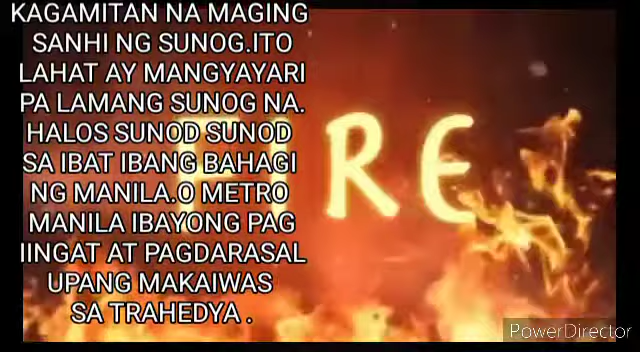 KAGAMITAN NA MAGING
SANHI NG SUNOG.ITO
LAHAT AY MANGYAYARI
PA LAMANG SUNOG NA.
HALOS SUNOD SUNOD
SA IBAT IBANG BAHAGI
NG MANILA.O METRO
MANILA IBAYONG PAG
IINGAT AT PAGDARASAL
UPANG MAKAIWAS
SA TRAHEDYA .
FIRE
PowerDirector